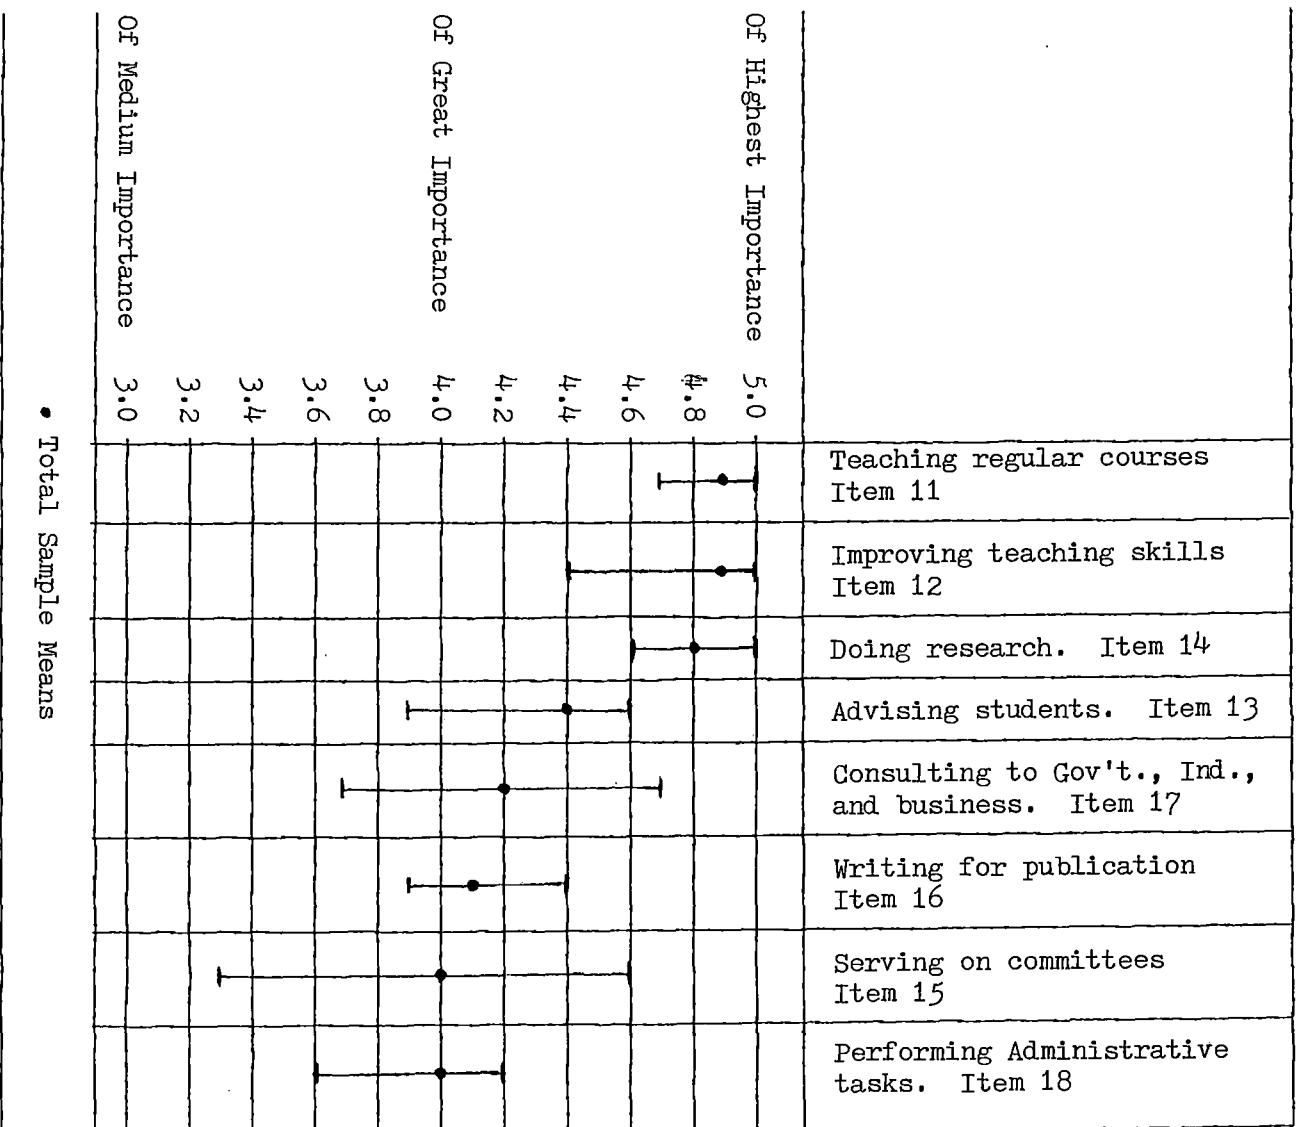 Of Highest Importance
Of Great Importance
Of Medium Importance
5.0
4.8
4.6
4.4
4.2
4.0
3.8
3.6
3.4
3.2
3.0
Teaching regular courses
Item 11
Improving teaching skills
Item 12
Doing research. Item 14
Advising students. Item 13
Consulting to Gov't., Ind.,
and business. Item 17
Writing for publication
Item 16
Serving on committees
Item 15
Performing Administrative
tasks. Item 18
• Total Sample Means